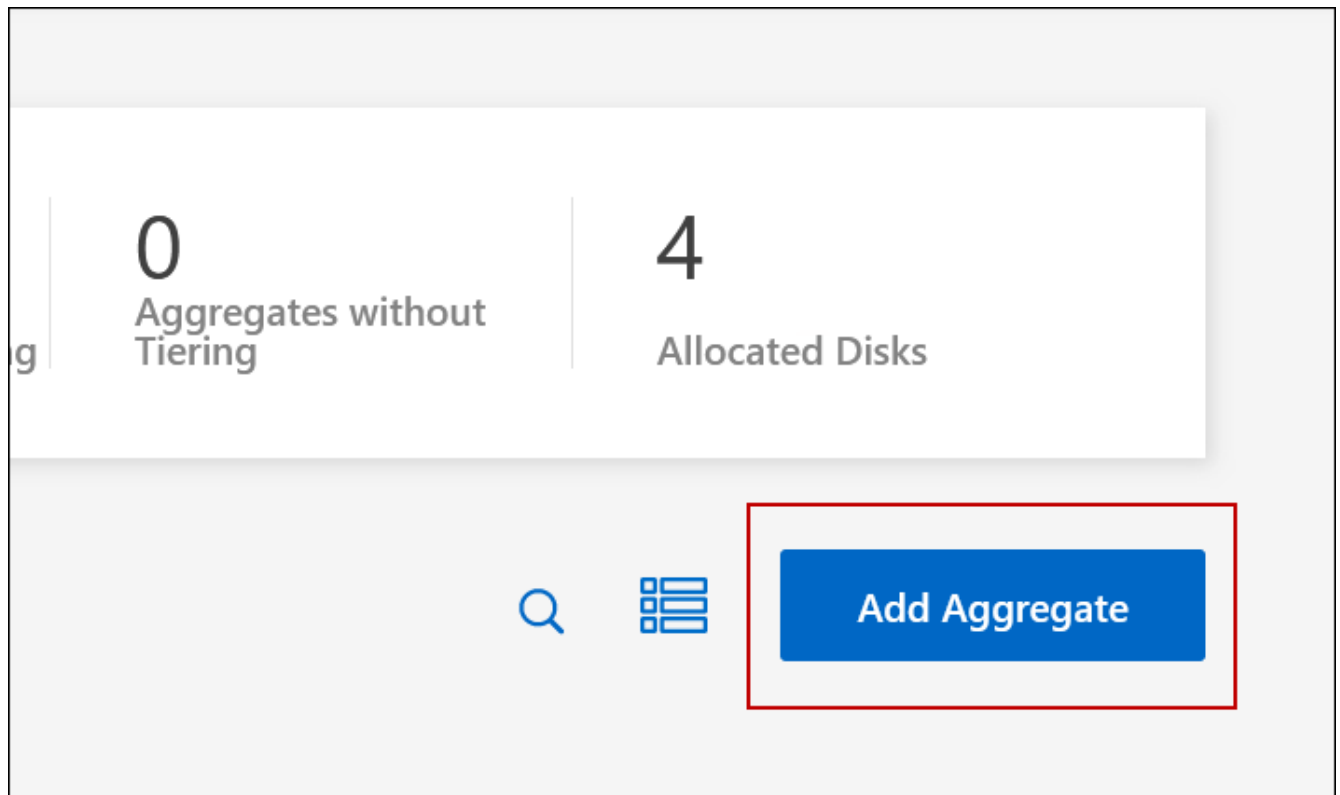 0
Aggregates without
Tiering
4
Allocated Disks
Add Aggregate